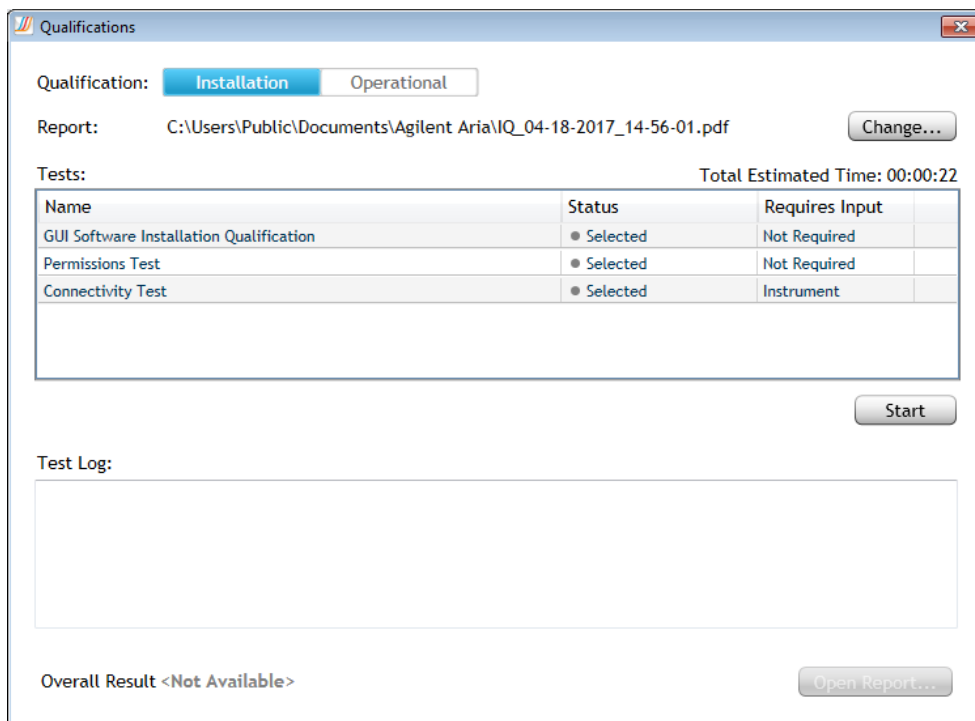 Qualifications
Qualification: Installation Operational
Report: C:\Users\Public\Documents\Agilent Aria\IQ_04-18-2017_14-56-01.pdf Change...
Tests: Total Estimated Time: 00:00:22
Name Status Requires Input
GUI Software Installation Qualification Selected Not Required
Permissions Test Selected Not Required
Connectivity Test Selected Instrument
Start
Test Log:
Overall Result <Not Available> Open Report...